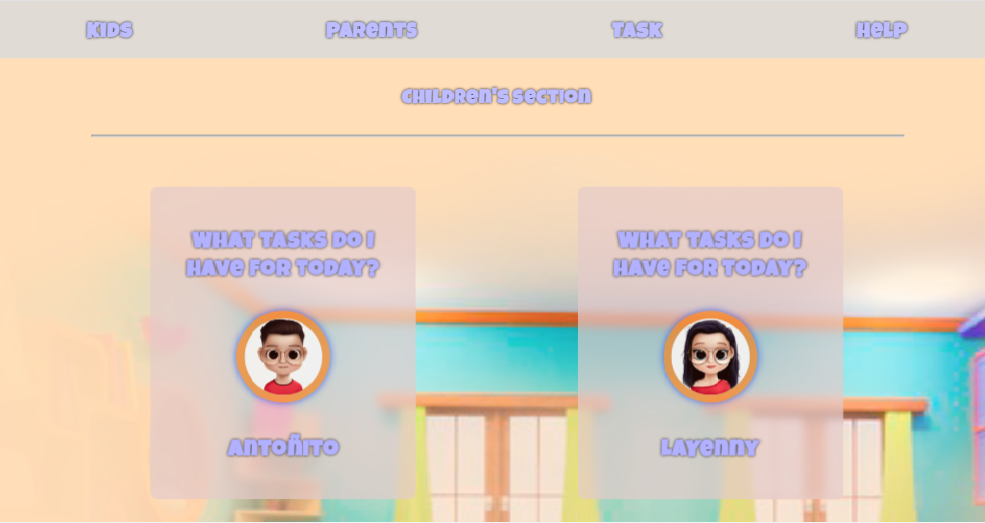 KIDS
Parents
Task
Help
Children's section
What tasks do I
have for today?
Antoñito
What tasks do I
have for today?
Layenny